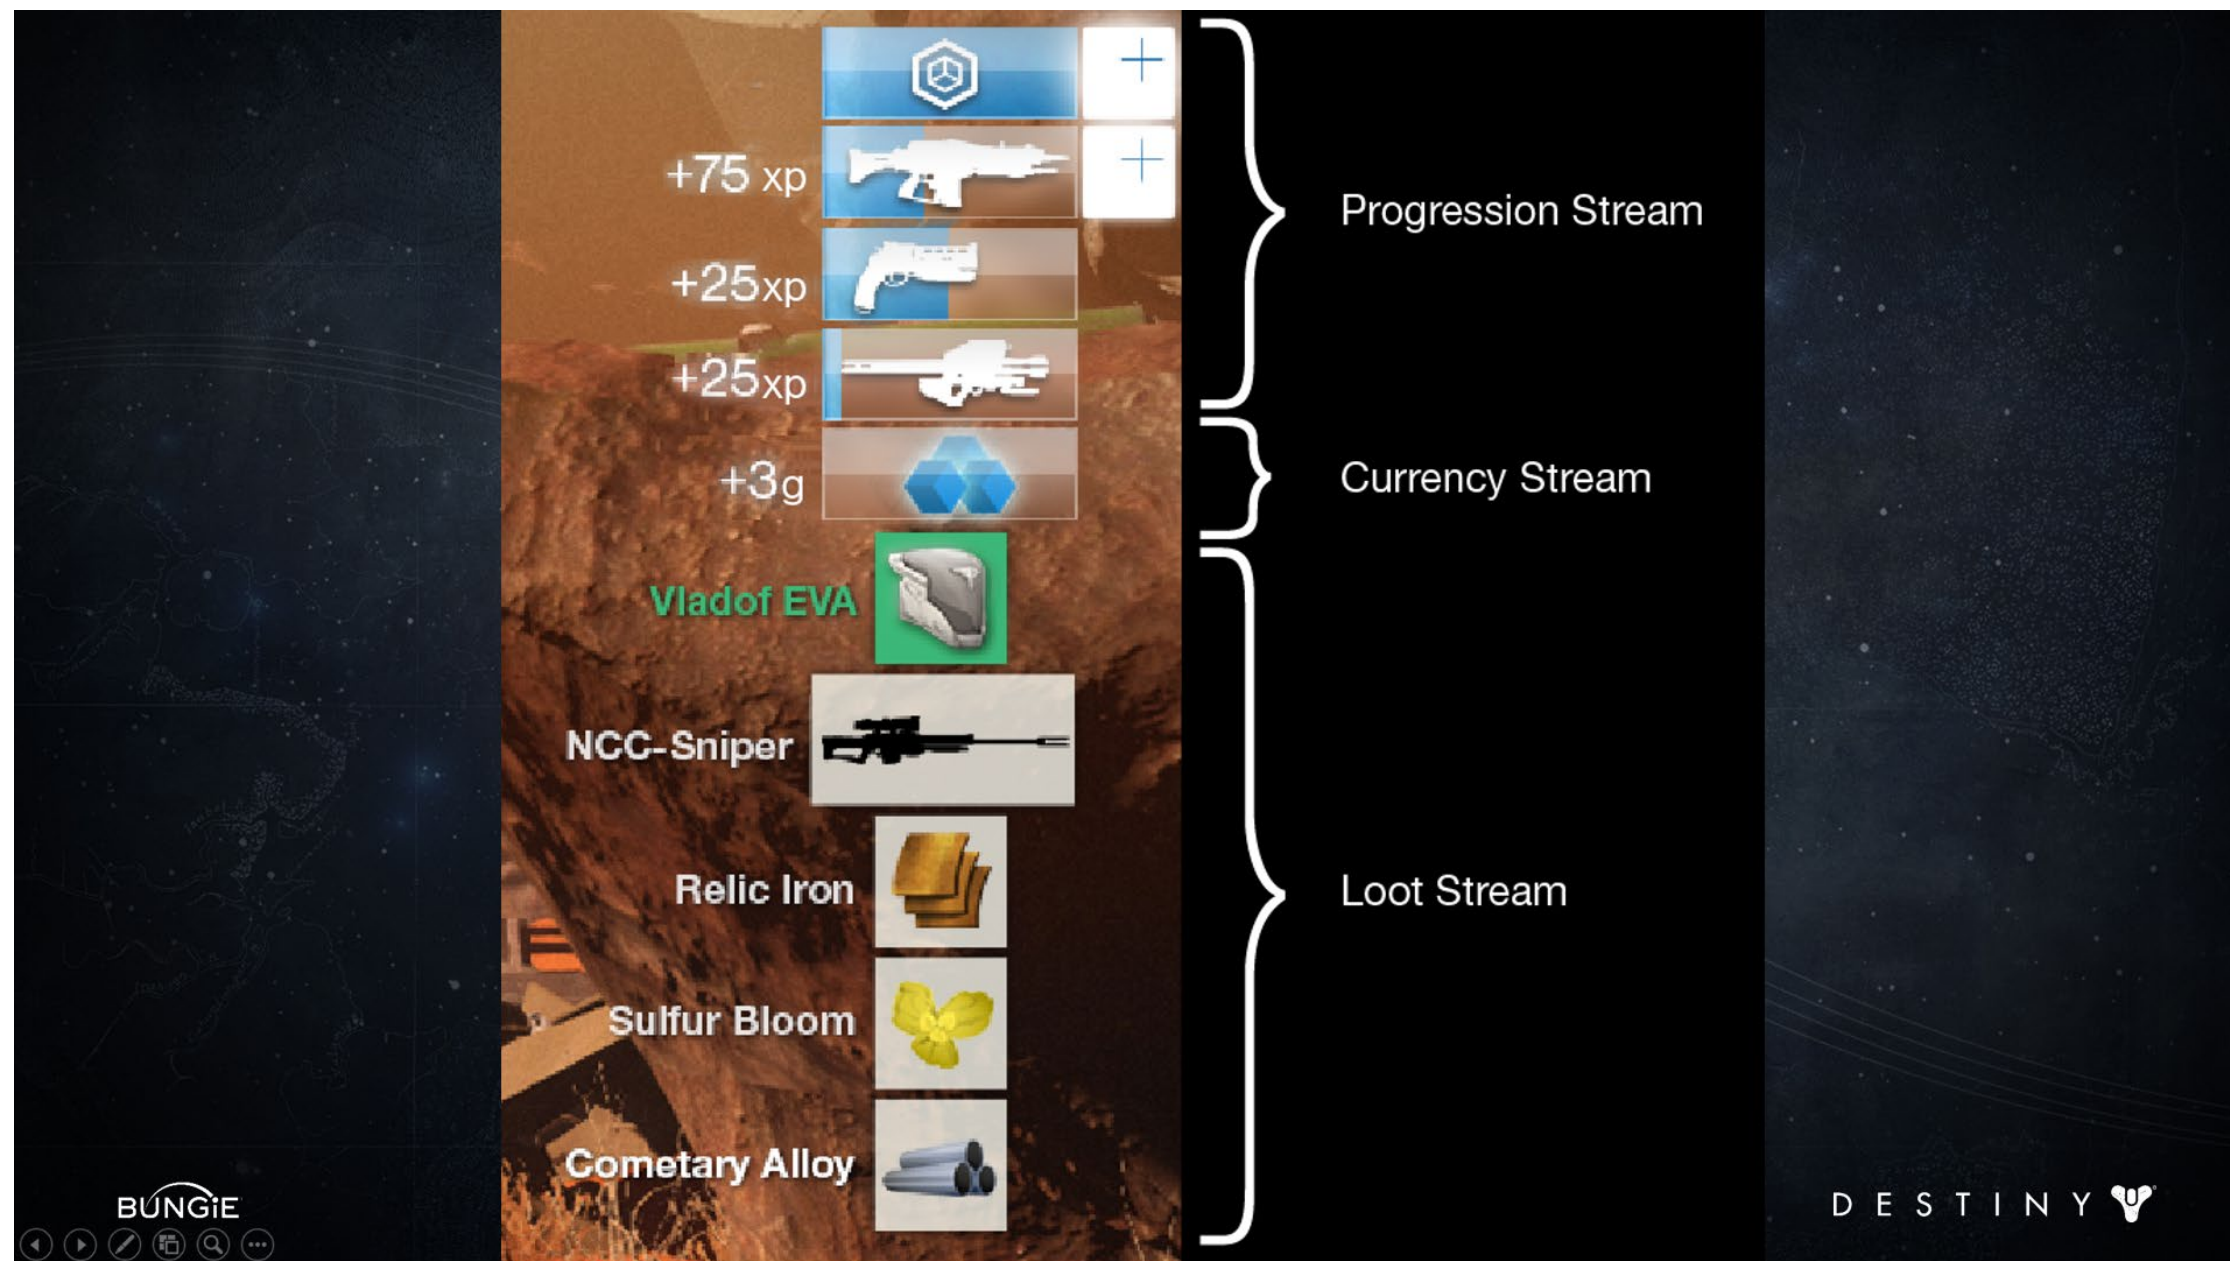 +75 xp
+25xp
+25xp
+3g
Vladof EVA
NCC-Sniper
Relic Iron
Sulfur Bloom
Cometary Alloy
Progression Stream
Currency Stream
Loot Stream
BUNGiE
DESTINY